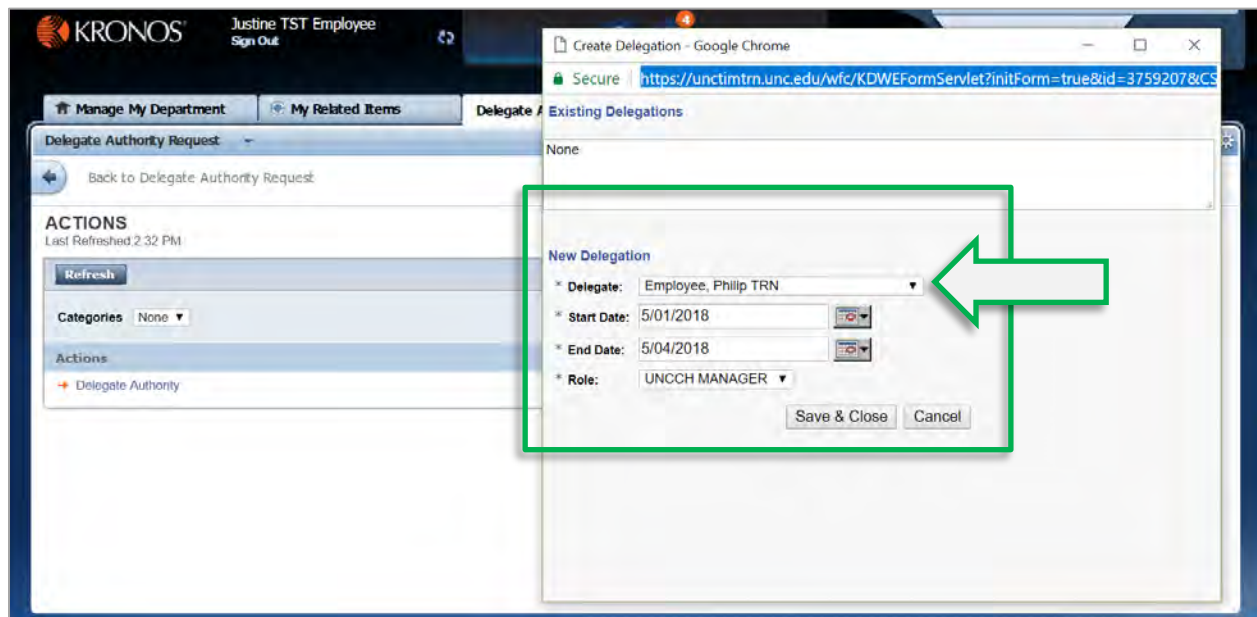 KRONOS
Justine TST Employee
Sign Out
4
Manage My Department
My Related Items
Delegate A
Delegate Authority Request
Back to Delegate Authority Request
ACTIONS
Last Refreshed 2:32 PM
Refresh
Categories None
Actions
Delegate Authority
Create Delegation - Google Chrome
Secure https://unctimtrn.unc.edu/wfc/KDWEFormServlet?initForm=true&id=3759207&CS
Existing Delegations
None
New Delegation
* Delegate: Employee, Philip TRN
* Start Date: 5/01/2018
* End Date: 5/04/2018
* Role: UNCCH MANAGER
Save & Close Cancel